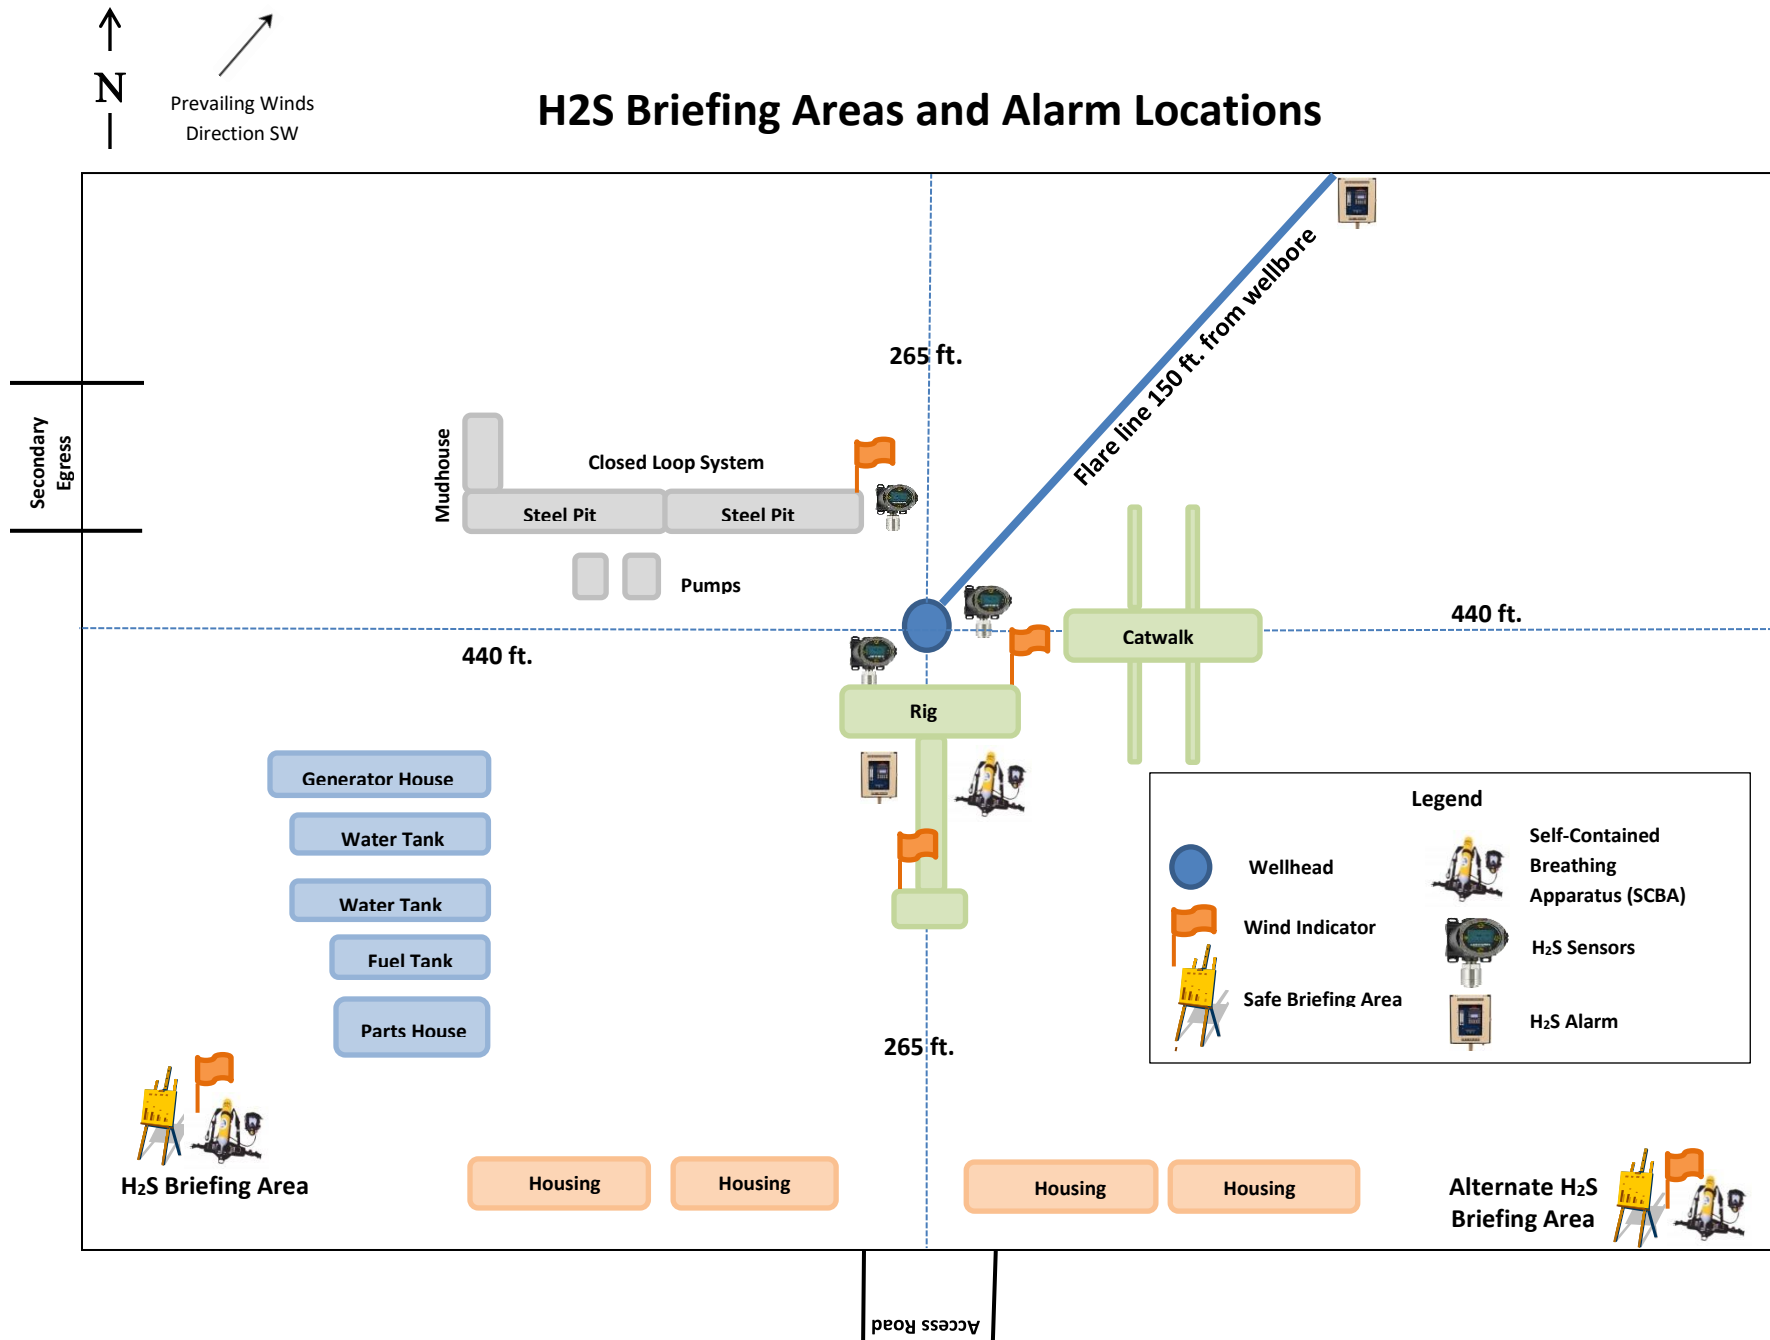 N
Prevailing Winds
Direction SW
H2S Briefing Areas and Alarm Locations
Flare line 150 ft. from wellbore
265 ft.
Secondary
Egress
Mudhouse
Closed Loop System
Steel Pit
Steel Pit
Pumps
440 ft.
440 ft.
Catwalk
Rig
Generator House
Water Tank
Water Tank
Fuel Tank
Parts House
265 ft.
Legend
Wellhead
Wind Indicator
Safe Briefing Area
Self-Contained
Breathing
Apparatus (SCBA)
H2S Sensors
H2S Alarm
H2S Briefing Area
Housing
Housing
Housing
Housing
Alternate H2S
Briefing Area
Access Road